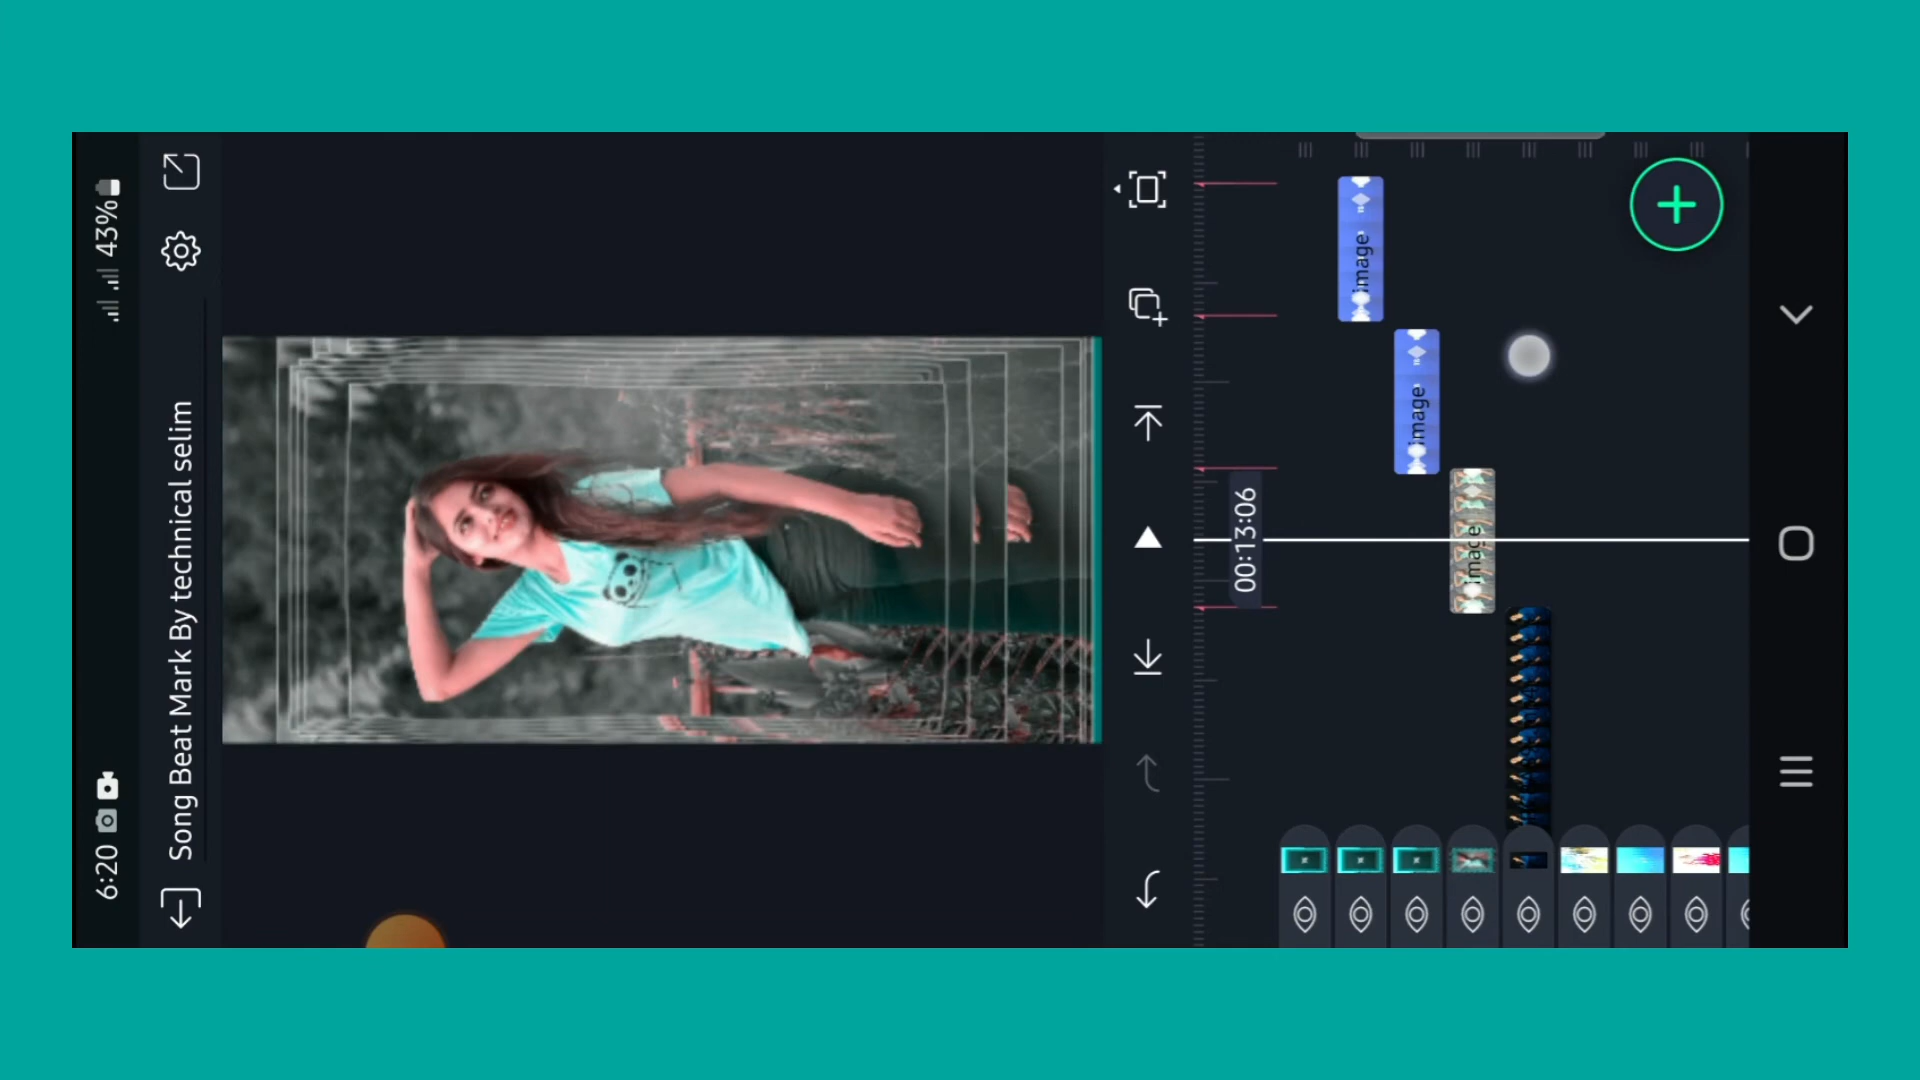 6:20
43%
Song Beat Mark By technical selim
00:13:06
image
image
image